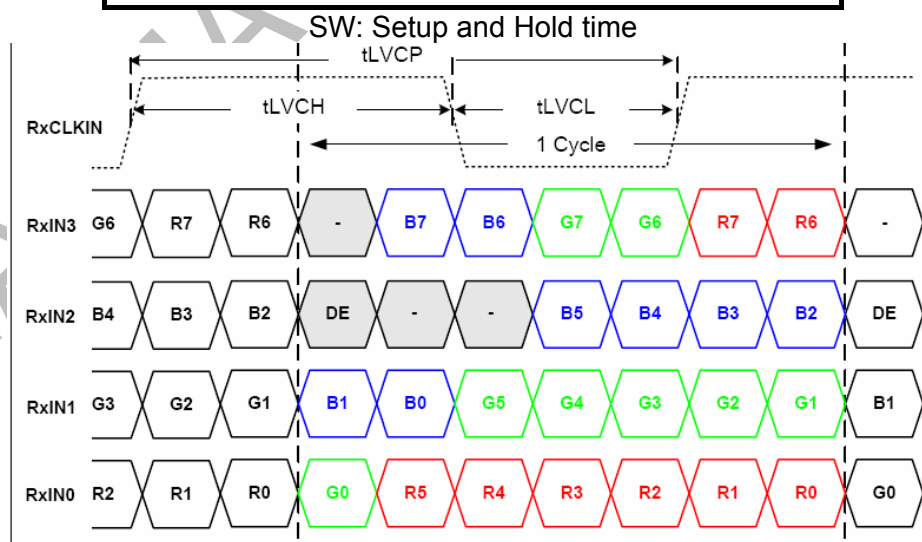 SW: Setup and Hold time
tLVCP
tLVCH tLVCL
RxCLKIN
1 Cycle
RxIN3 G6 R7 R6 - B7 B6 G7 G6 R7 R6 -
RxIN2 B4 B3 B2 DE - - B5 B4 B3 B2 DE
RxIN1 G3 G2 G1 B1 B0 G5 G4 G3 G2 G1 B1
RxIN0 R2 R1 R0 G0 R5 R4 R3 R2 R1 R0 G0